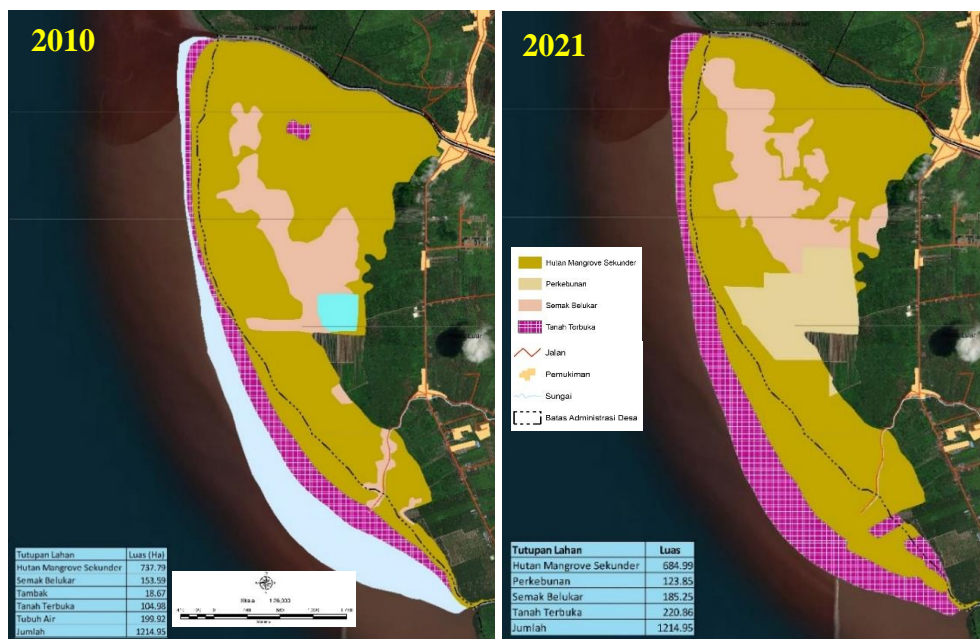 2010
2021
Hutan Mangrove Sekunder
Perkebunan
Semak Belukar
Tanah Terbuka
Jalan
Pemukiman
Sungai
Batas Administrasi Desa
Tutupan Lahan Luas (Ha)
Hutan Mangrove Sekunder 737.79
Semak Belukar 153.59
Tambak 18.67
Tanah Terbuka 104.98
Tubuh Air 199.92
Jumlah 1214.95
Tutupan Lahan Luas
Hutan Mangrove Sekunder 684.99
Perkebunan 123.85
Semak Belukar 185.25
Tanah Terbuka 220.86
Jumlah 1214.95